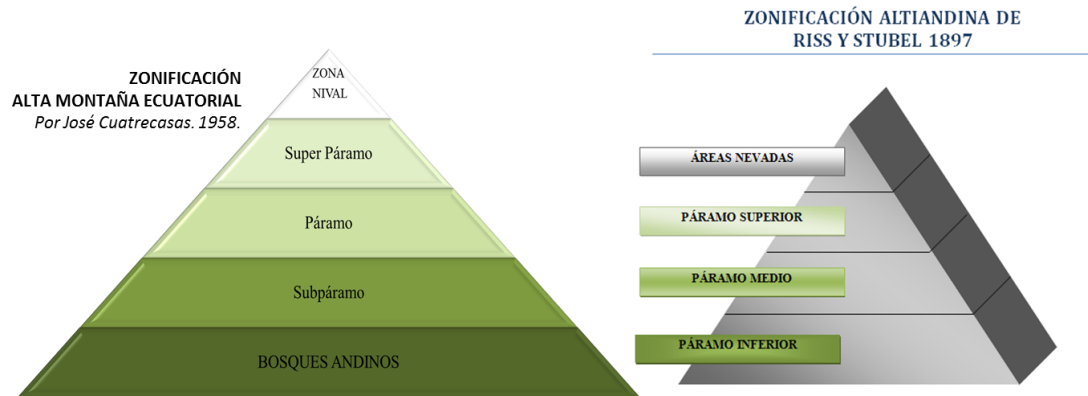 ZONIFICACIÓN
ALTA MONTAÑA ECUATORIAL
Por José Cuatrecasas. 1958.
ZONA
NIVAL
Super Páramo
Páramo
Subpáramo
BOSQUES ANDINOS
ZONIFICACIÓN ALTIANDINA DE
RISS Y STUBEL 1897
ÁREAS NEVADAS
PÁRAMO SUPERIOR
PÁRAMO MEDIO
PÁRAMO INFERIOR